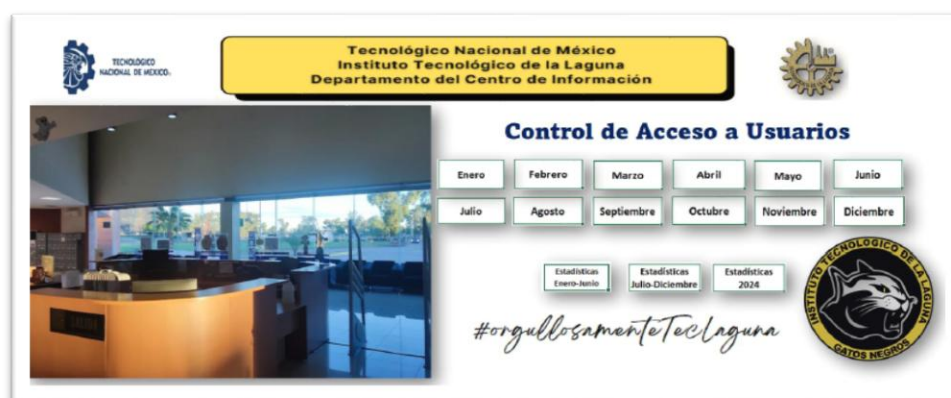 TECNOLÓGICO
NACIONAL DE MÉXICO
Tecnológico Nacional de México
Instituto Tecnológico de la Laguna
Departamento del Centro de Información
Control de Acceso a Usuarios
Enero
Febrero
Marzo
Abril
Mayo
Junio
Julio
Agosto
Septiembre
Octubre
Noviembre
Diciembre
Estadísticas
Enero-Junio
Estadísticas
Julio-Diciembre
Estadísticas
2024
#orgullosamenteTecLaguna
INSTITUTO TECNOLOGICO DE LA LAGUNA
GATOS NEGROS